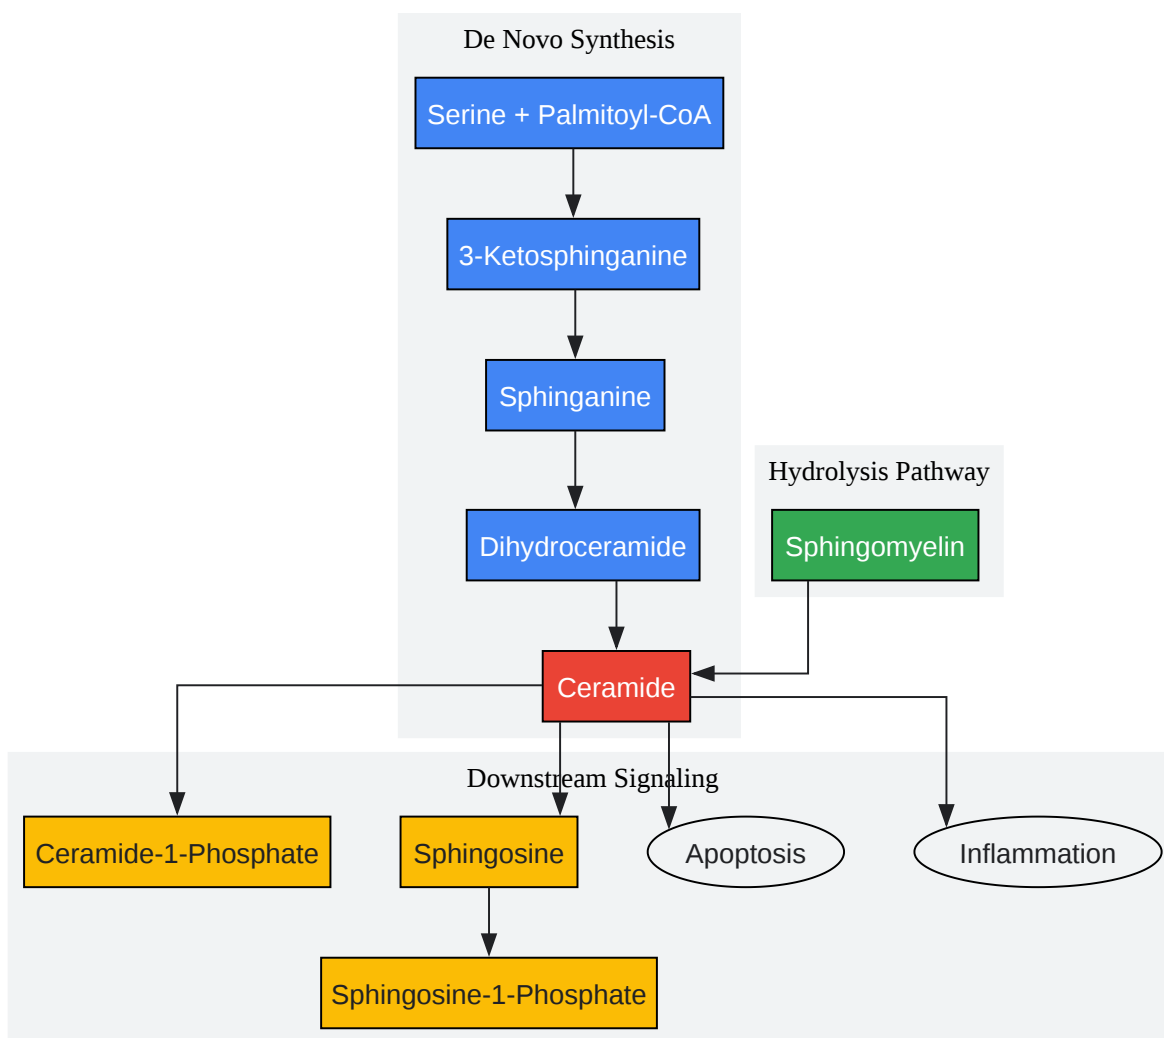 De Novo Synthesis
Serine + Palmitoyl-CoA
3-Ketosphinganine
Sphinganine
Hydrolysis Pathway
Dihydroceramide
Sphingomyelin
Ceramide
Downstream Signaling
Ceramide-1-Phosphate
Sphingosine
Apoptosis
Inflammation
Sphingosine-1-Phosphate